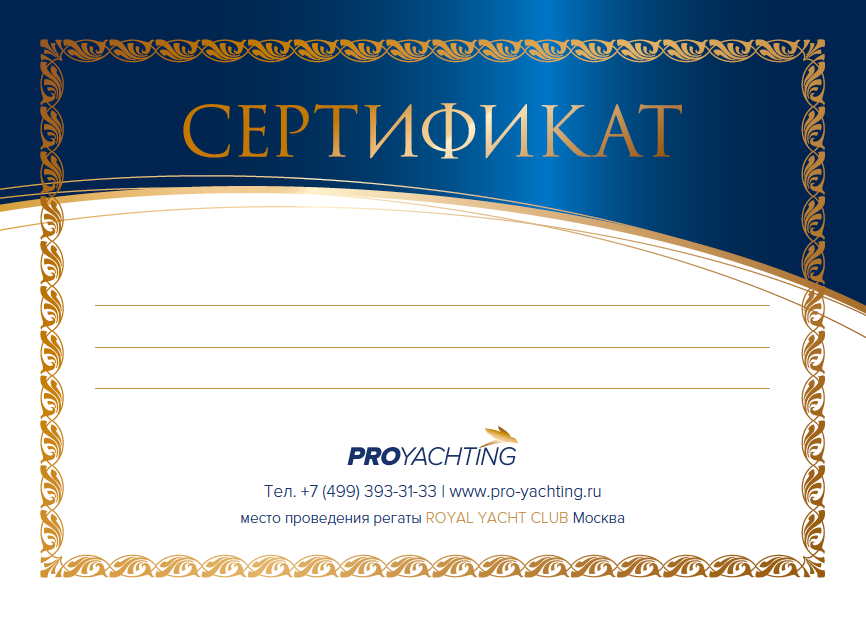 СЕРТИФИКАТ
PROYACHTING
Тел. +7 (499) 393-31-33 | www.pro-yachting.ru
место проведения регаты ROYAL YACHT CLUB Москва